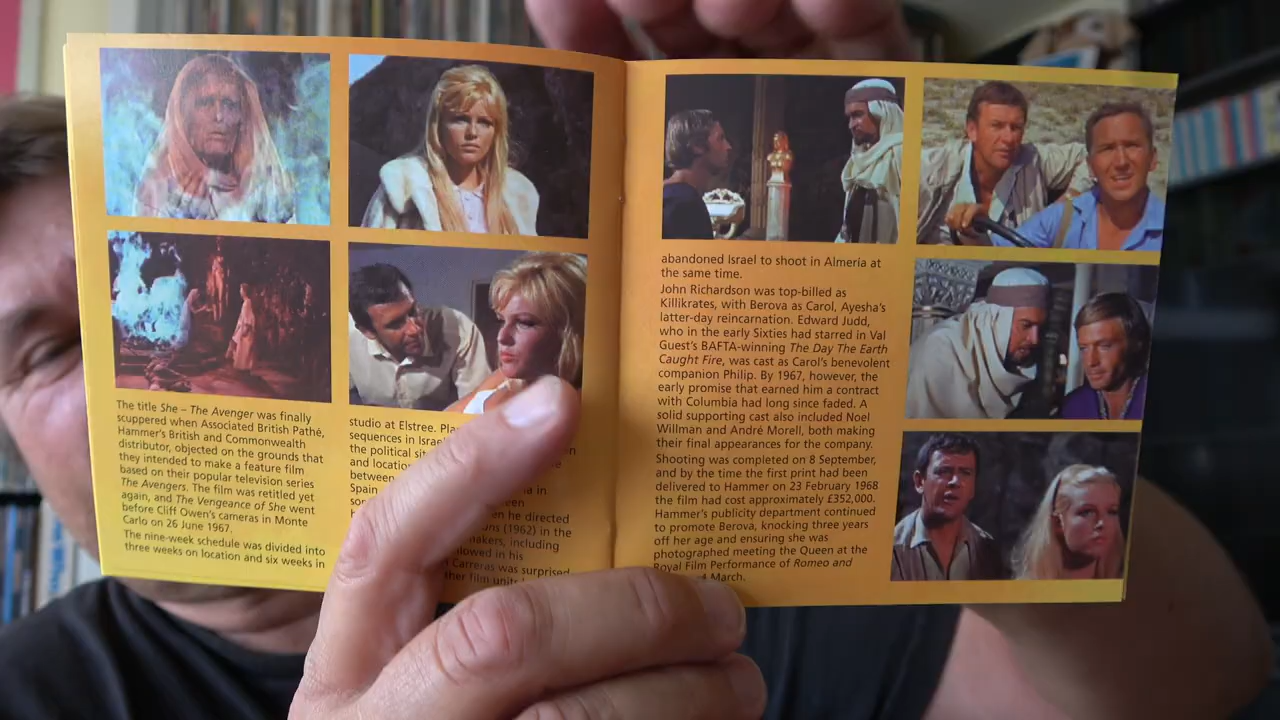 The title She – The Avenger was finally
scuppered when Associated British Pathé,
Hammer's British and Commonwealth
distributor, objected on the grounds that
they intended to make a feature film
based on their popular television series
The Avengers. The film was retitled yet
again, and The Vengeance of She went
before Cliff Owen's cameras in Monte
Carlo on 26 June 1967.
The nine-week schedule was divided into
three weeks on location and six weeks in
studio at Elstree.
sequences in
the political
and
between
Spain
he directed
(1962) in the
including
in his
Carreras was surprised
film units
abandoned Israel to shoot in Almeria at
the same time.
John Richardson was top-billed as
Killikrates, with Berova as Carol, Ayesha's
latter-day reincarnation. Edward Judd,
who in the early Sixties had starred in Val
Guest's BAFTA-winning The Day The Earth
Caught Fire, was cast as Carol's benevolent
companion Philip. By 1967, however, the
early promise that earned him a contract
with Columbia had long since faded. A
solid supporting cast also included Noel
Willman and André Morell, both making
their final appearances for the company.
Shooting was completed on 8 September,
and by the time the first print had been
delivered to Hammer on 23 February 1968
the film had cost approximately £352,000.
Hammer's publicity department continued
to promote Berova, knocking three years
off her age and ensuring she was
photographed meeting the Queen at the
Royal Film Performance of Romeo and
March.